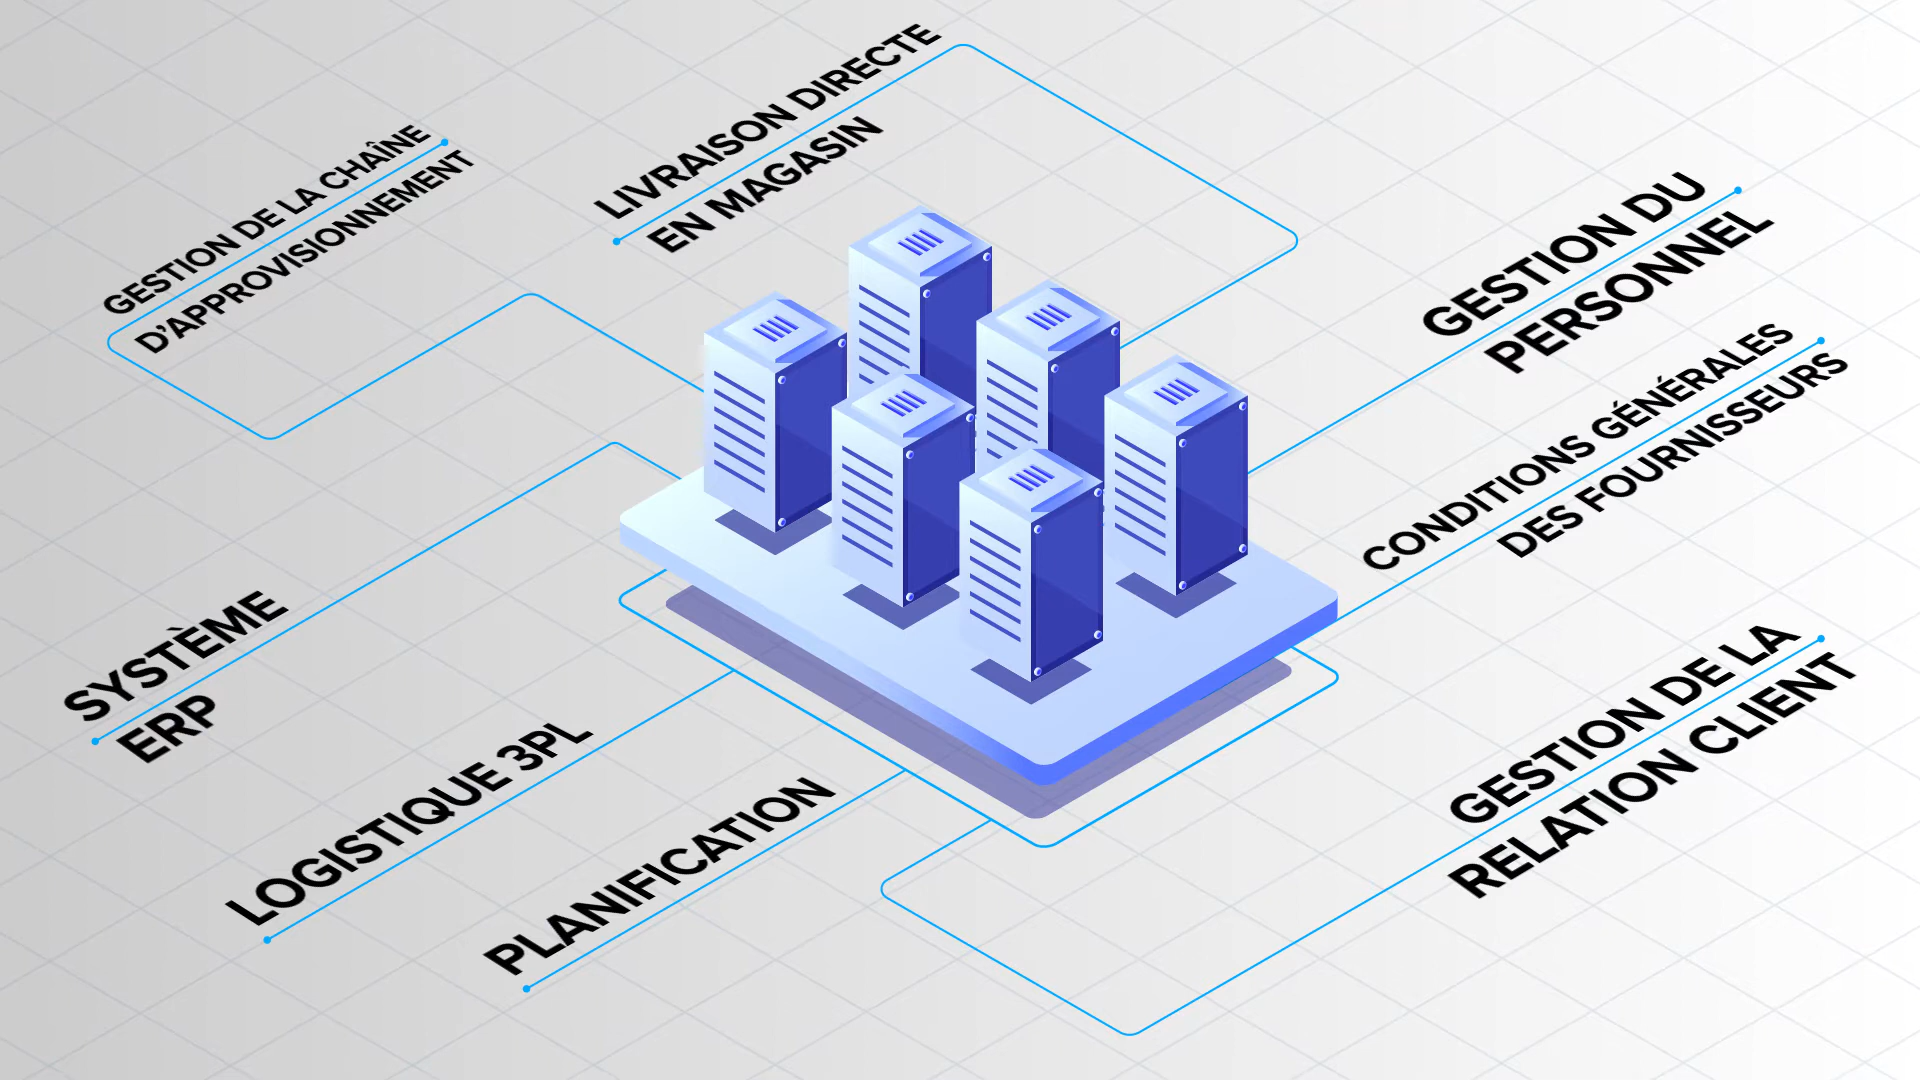 GESTION DE LA CHAÎNE
D'APPROVISIONNEMENT
LIVRAISON DIRECTE
EN MAGASIN
GESTION DU
PERSONNEL
CONDITIONS GÉNÉRALES
DES FOURNISSEURS
SYSTÈME
ERP
LOGISTIQUE 3PL
PLANIFICATION
GESTION DE LA
RELATION CLIENT